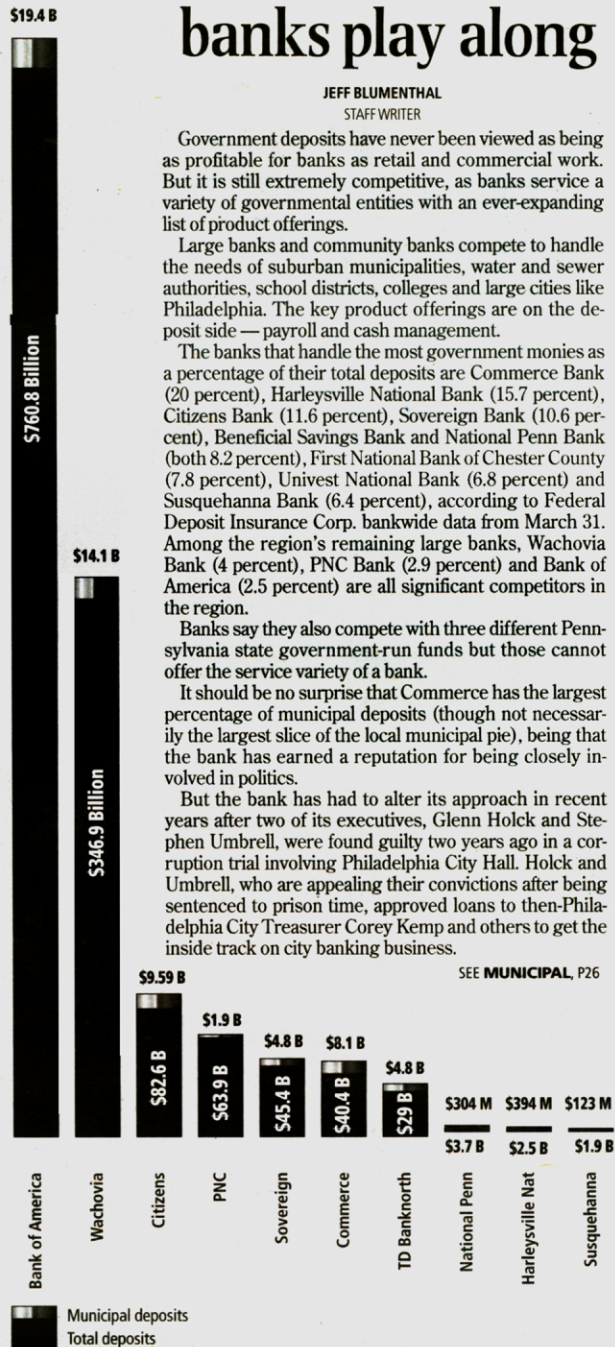 banks play along
JEFF BLUMENTHAL
STAFF WRITER
Government deposits have never been viewed as being
as profitable for banks as retail and commercial work.
But it is still extremely competitive, as banks service a
variety of governmental entities with an ever-expanding
list of product offerings.
Large banks and community banks compete to handle
the needs of suburban municipalities, water and sewer
authorities, school districts, colleges and large cities like
Philadelphia. The key product offerings are on the de-
posit side — payroll and cash management.
The banks that handle the most government monies as
a percentage of their total deposits are Commerce Bank
(20 percent), Harleysville National Bank (15.7 percent),
Citizens Bank (11.6 percent), Sovereign Bank (10.6 per-
cent), Beneficial Savings Bank and National Penn Bank
(both 8.2 percent), First National Bank of Chester County
(7.8 percent), Univest National Bank (6.8 percent) and
Susquehanna Bank (6.4 percent), according to Federal
Deposit Insurance Corp. bankwide data from March 31.
Among the region's remaining large banks, Wachovia
Bank (4 percent), PNC Bank (2.9 percent) and Bank of
America (2.5 percent) are all significant competitors in
the region.
Banks say they also compete with three different Penn-
sylvania state government-run funds but those cannot
offer the service variety of a bank.
It should be no surprise that Commerce has the largest
percentage of municipal deposits (though not necessar-
ily the largest slice of the local municipal pie), being that
the bank has earned a reputation for being closely in-
volved in politics.
But the bank has had to alter its approach in recent
years after two of its executives, Glenn Holck and Ste-
phen Umbrell, were found guilty two years ago in a cor-
ruption trial involving Philadelphia City Hall. Holck and
Umbrell, who are appealing their convictions after being
sentenced to prison time, approved loans to then-Phila-
delphia City Treasurer Corey Kemp and others to get the
inside track on city banking business.
SEE MUNICIPAL, P26
$19.4 B
$760.8 Billion
Bank of America
$14.1 B
$346.9 Billion
Wachovia
$9.59 B
$82.6 B
Citizens
$1.9 B
$63.9 B
PNC
$4.8 B
$45.4 B
Sovereign
$8.1 B
$40.4 B
Commerce
$4.8 B
$29 B
TD Banknorth
$304 M
$3.7 B
National Penn
$394 M
$2.5 B
Harleysville Nat
$123 M
$1.9 B
Susquehanna
Municipal deposits
Total deposits